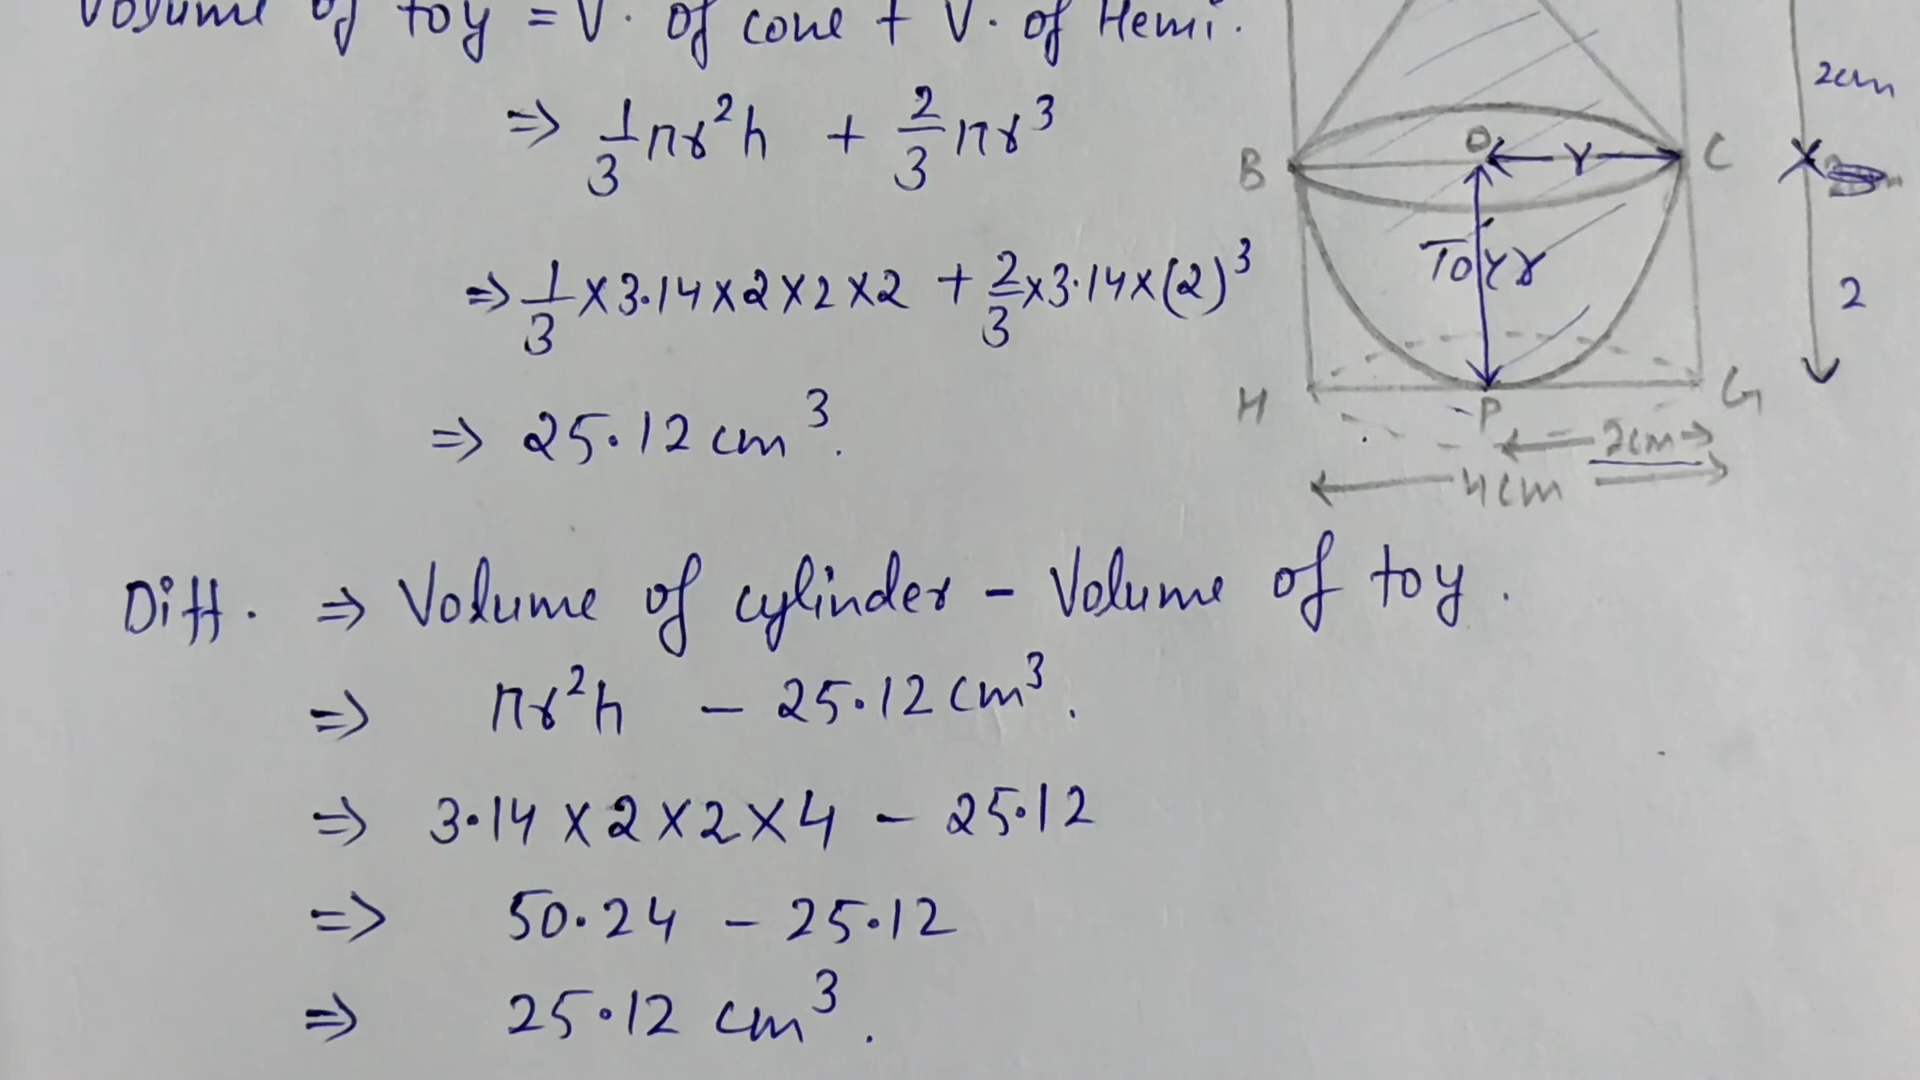 Volume of toy = V. of cone + V. of Hemi.
⇒ 1/3 πr²h + 2/3 πr³
⇒ 1/3 × 3.14 × 2 × 2 × 2 + 2/3 × 3.14 × (2)³
⇒ 25.12 cm³.
Diff. ⇒ Volume of cylinder - Volume of toy.
⇒ πr²h - 25.12 cm³.
⇒ 3.14 × 2 × 2 × 4 - 25.12
⇒ 50.24 - 25.12
⇒ 25.12 cm³.
2cm
B O r C
Toy r
2
H P G
2cm
4cm